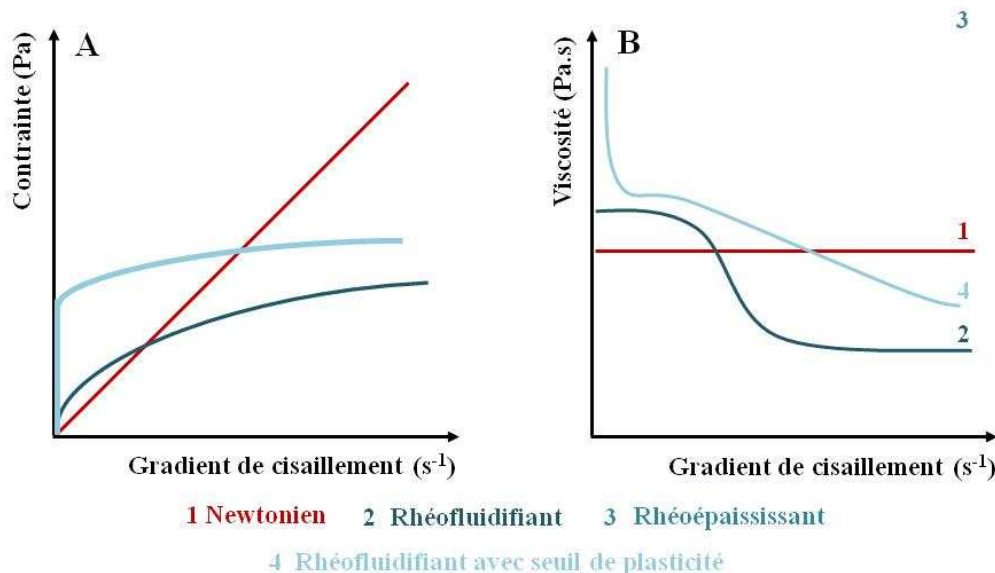 3
A
B
Contrainte (Pa)
Viscosité (Pa.s)
1
4
2
Gradient de cisaillement (s⁻¹)
Gradient de cisaillement (s⁻¹)
1 Newtonien 2 Rhéofluidifiant 3 Rhéoépaississant
4 Rhéofluidifiant avec seuil de plasticité